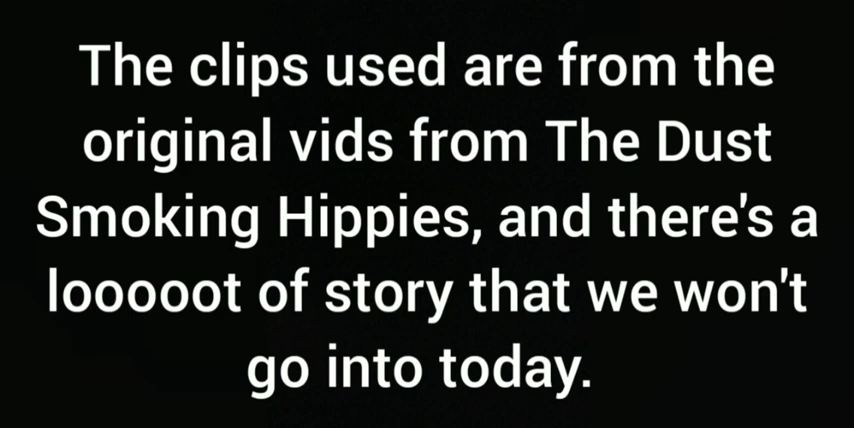 The clips used are from the
original vids from The Dust
Smoking Hippies, and there's a
looooot of story that we won't
go into today.